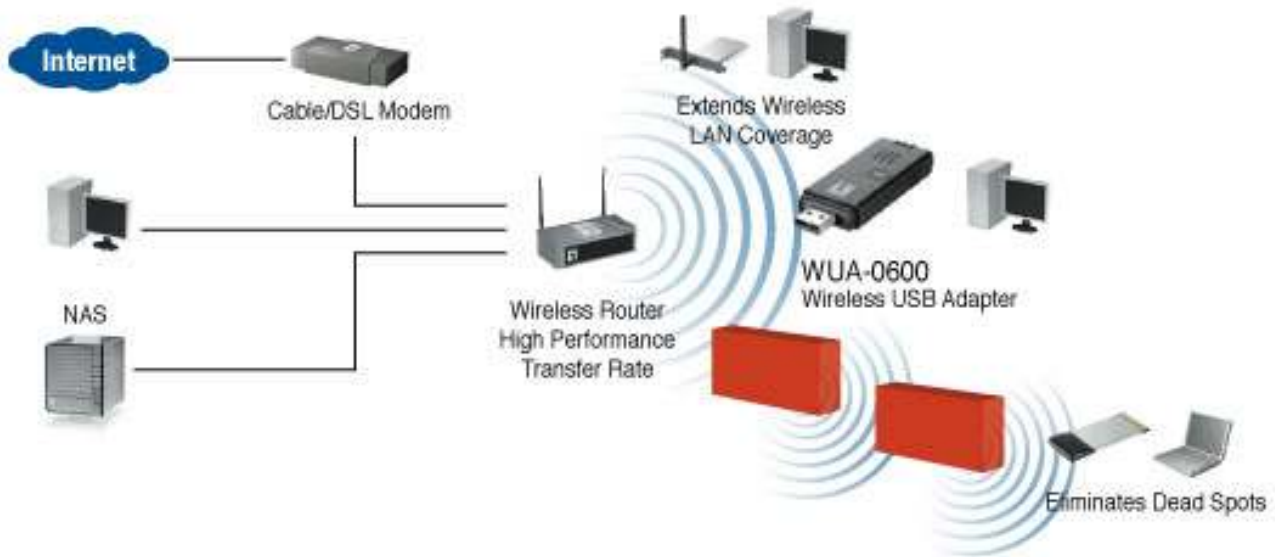 Internet
Cable/DSL Modem
Extends Wireless
LAN Coverage
WUA-0600
Wireless USB Adapter
NAS
Wireless Router
High Performance
Transfer Rate
Eliminates Dead Spots